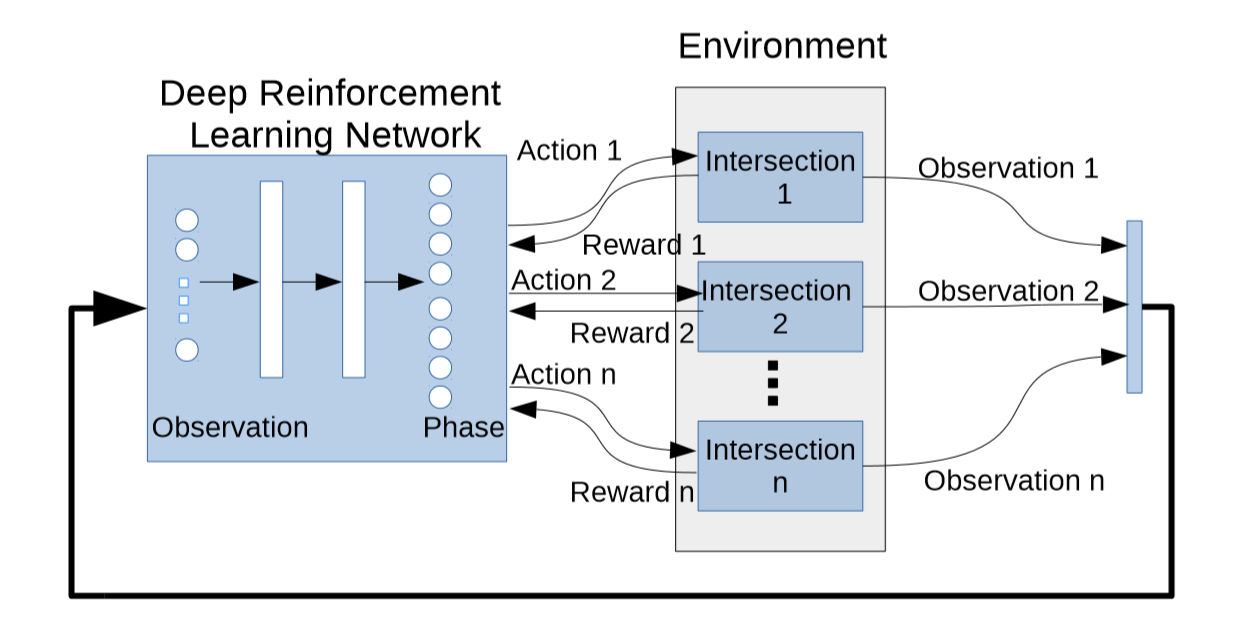 Environment
Deep Reinforcement
Learning Network
Action 1
Intersection
1
Observation 1
Reward 1
Action 2
Intersection
2
Observation 2
Reward 2
Action n
Observation
Phase
Intersection
n
Observation n
Reward n